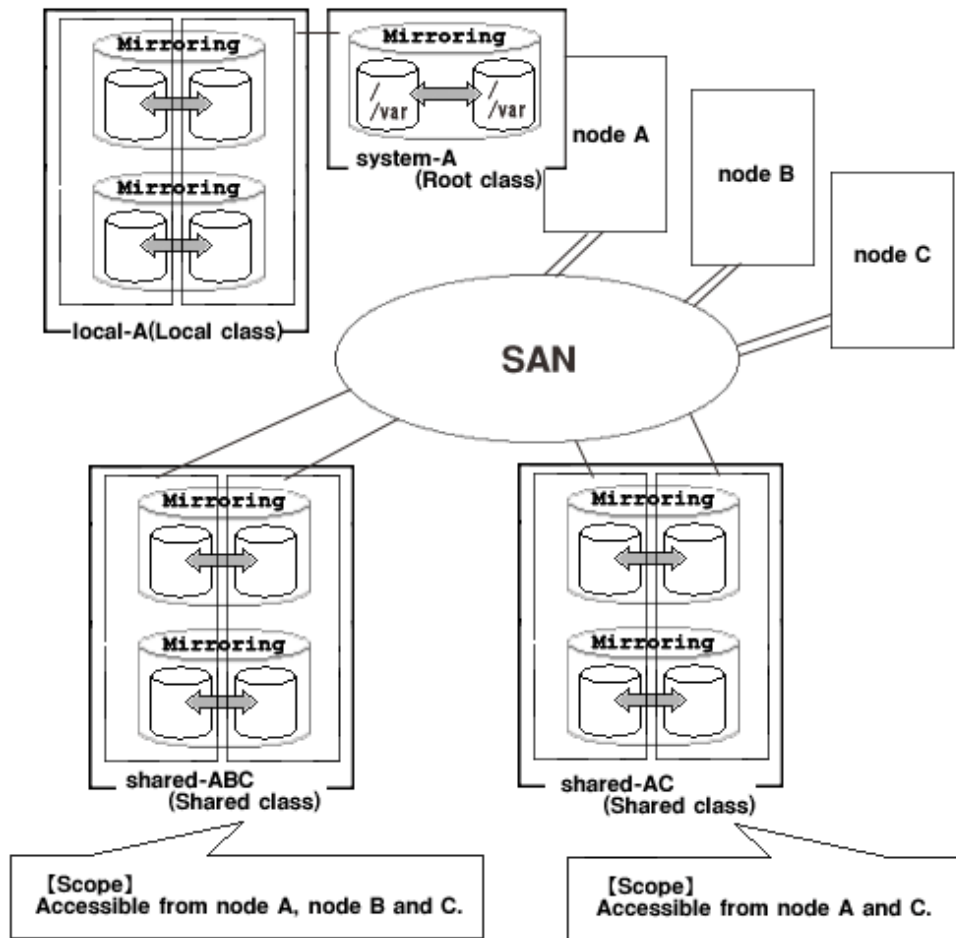 Mirroring
Mirroring
/
/var
/
/var
system-A
(Root class)
node A
node B
node C
Mirroring
local-A(Local class)
SAN
Mirroring
Mirroring
shared-ABC
(Shared class)
Mirroring
Mirroring
shared-AC
(Shared class)
【Scope】
Accessible from node A, node B and C.
【Scope】
Accessible from node A and C.